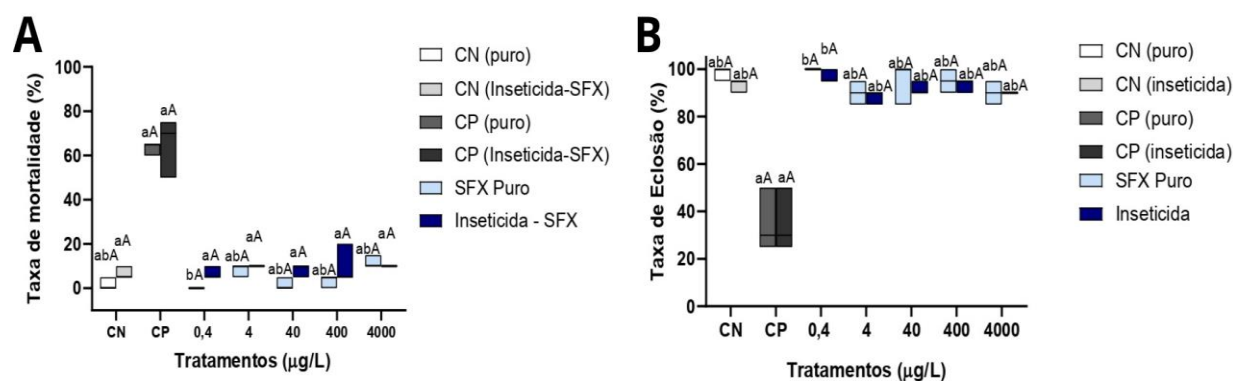 A
Taxa de mortalidade (%)
100
80
60
40
20
0
abA
aA
aA
aA
bA
aA
abA
aA
abA
aA
abA
aA
abA
aA
CN
CP
0,4
4
40
400
4000
Tratamentos (µg/L)
CN (puro)
CN (Inseticida-SFX)
CP (puro)
CP (Inseticida-SFX)
SFX Puro
Inseticida - SFX
B
Taxa de Eclosão (%)
100
80
60
40
20
0
abA
abA
aA
aA
bA
bA
abA
abA
abA
abA
abA
abA
abA
abA
CN
CP
0,4
4
40
400
4000
Tratamentos (µg/L)
CN (puro)
CN (inseticida)
CP (puro)
CP (inseticida)
SFX Puro
Inseticida